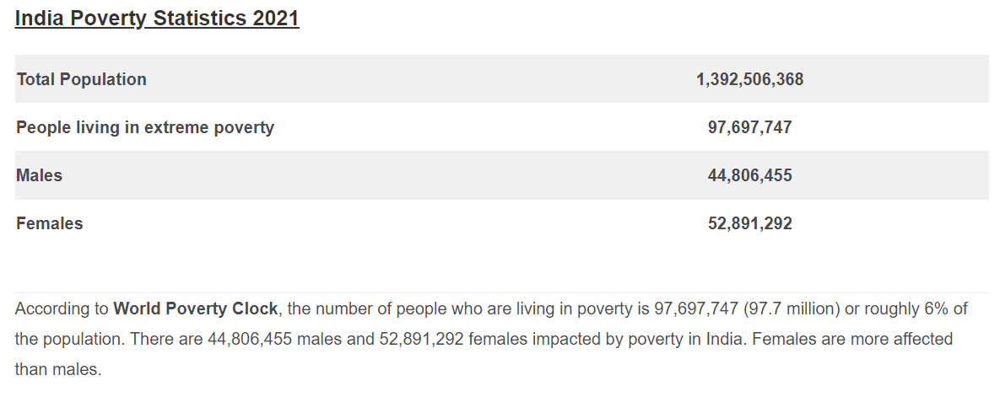 India Poverty Statistics 2021
Total Population 1,392,506,368
People living in extreme poverty 97,697,747
Males 44,806,455
Females 52,891,292
According to World Poverty Clock, the number of people who are living in poverty is 97,697,747 (97.7 million) or roughly 6% of
the population. There are 44,806,455 males and 52,891,292 females impacted by poverty in India. Females are more affected
than males.